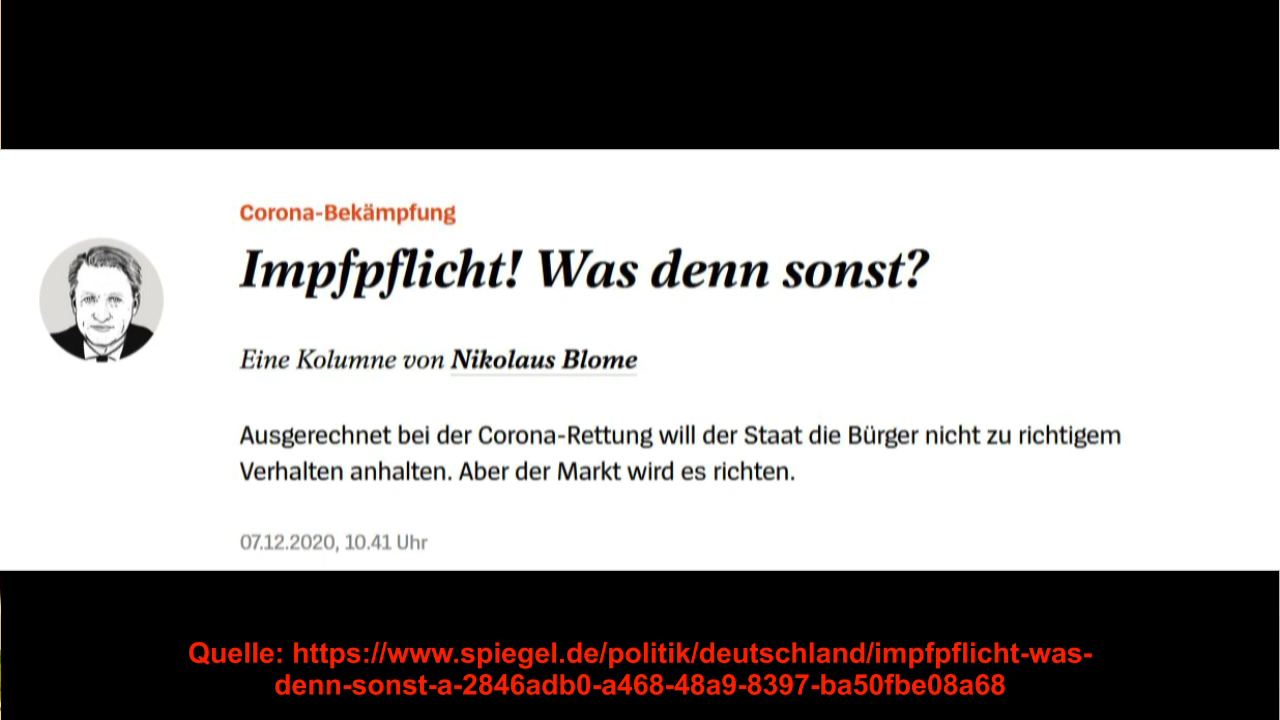 Corona-Bekämpfung
Impfpflicht! Was denn sonst?
Eine Kolumne von Nikolaus Blome
Ausgerechnet bei der Corona-Rettung will der Staat die Bürger nicht zu richtigem
Verhalten anhalten. Aber der Markt wird es richten.
07.12.2020, 10.41 Uhr
Quelle: https://www.spiegel.de/politik/deutschland/impfpflicht-was-
denn-sonst-a-2846adb0-a468-48a9-8397-ba50fbe08a68